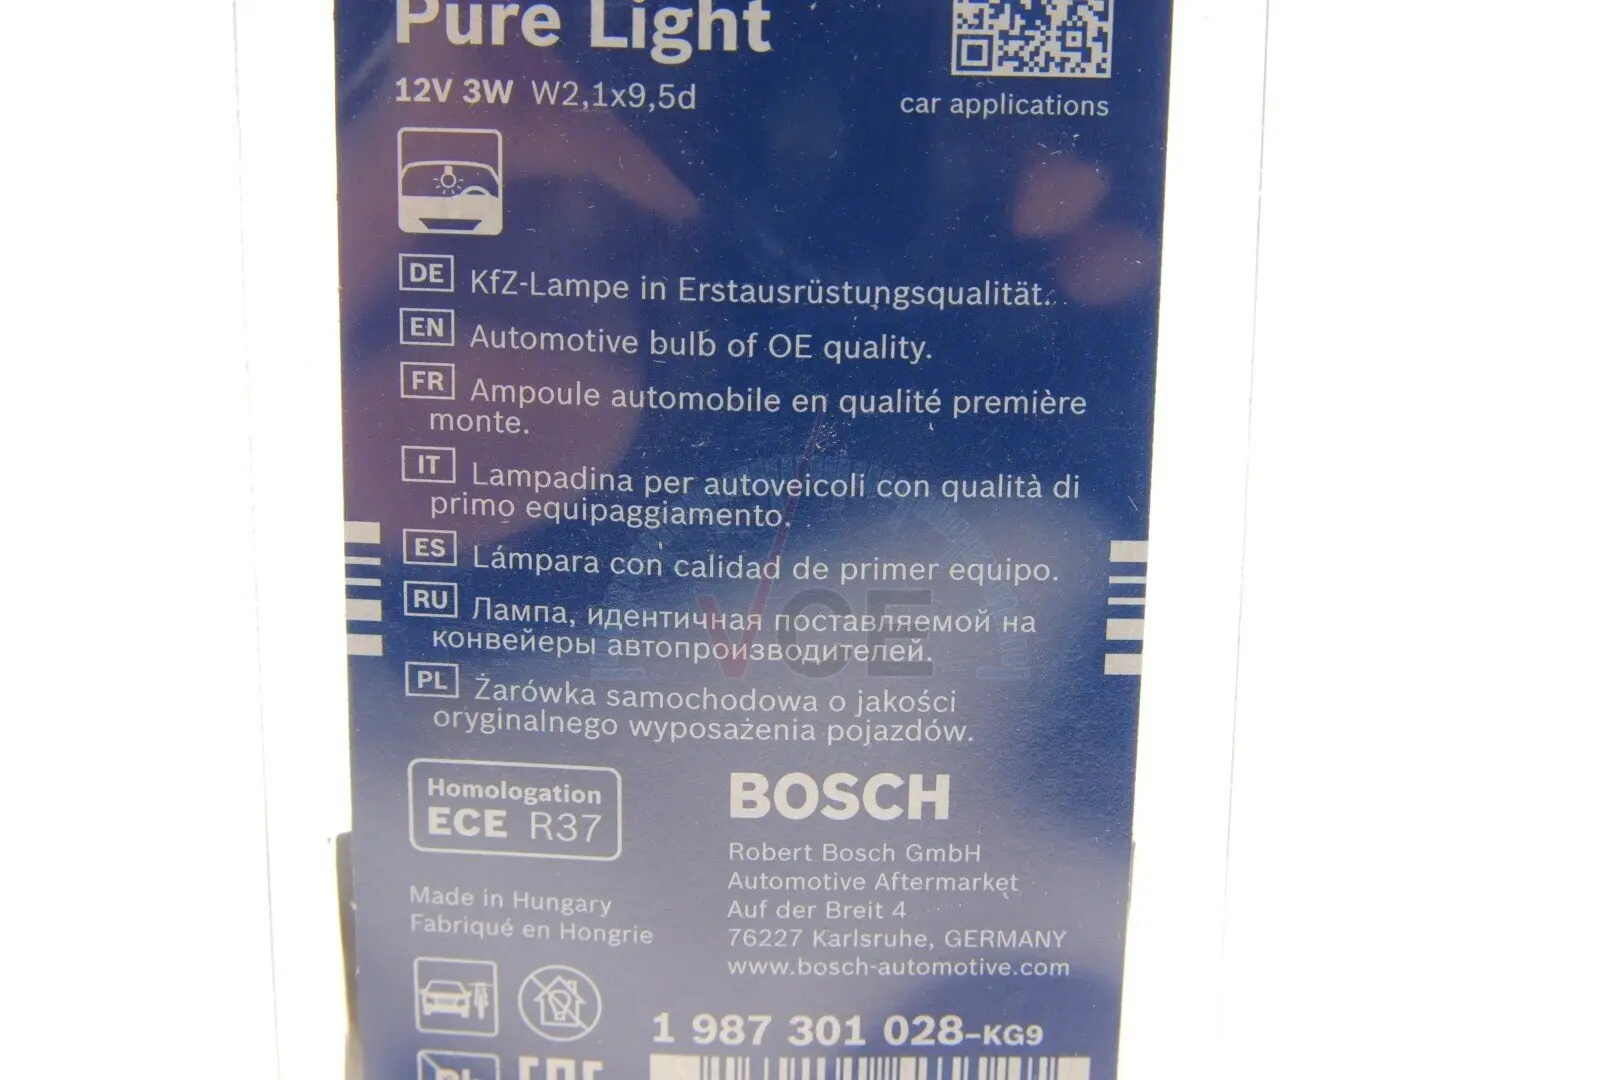 Pure Light
12V 3W W2,1x9,5d
car applications
DE KfZ-Lampe in Erstausrüstungsqualität.
EN Automotive bulb of OE quality.
FR Ampoule automobile en qualité première
monte.
IT Lampadina per autoveicoli con qualità di
primo equipaggiamento.
ES Lámpara con calidad de primer equipo.
RU Лампа, идентичная поставляемой на
конвейеры автопроизводителей.
PL Żarówka samochodowa o jakości
oryginalnego wyposażenia pojazdów.
VCE
Homologation
ECE R37
Made in Hungary
Fabriqué en Hongrie
BOSCH
Robert Bosch GmbH
Automotive Aftermarket
Auf der Breit 4
76227 Karlsruhe, GERMANY
www.bosch-automotive.com
1 987 301 028-KG9